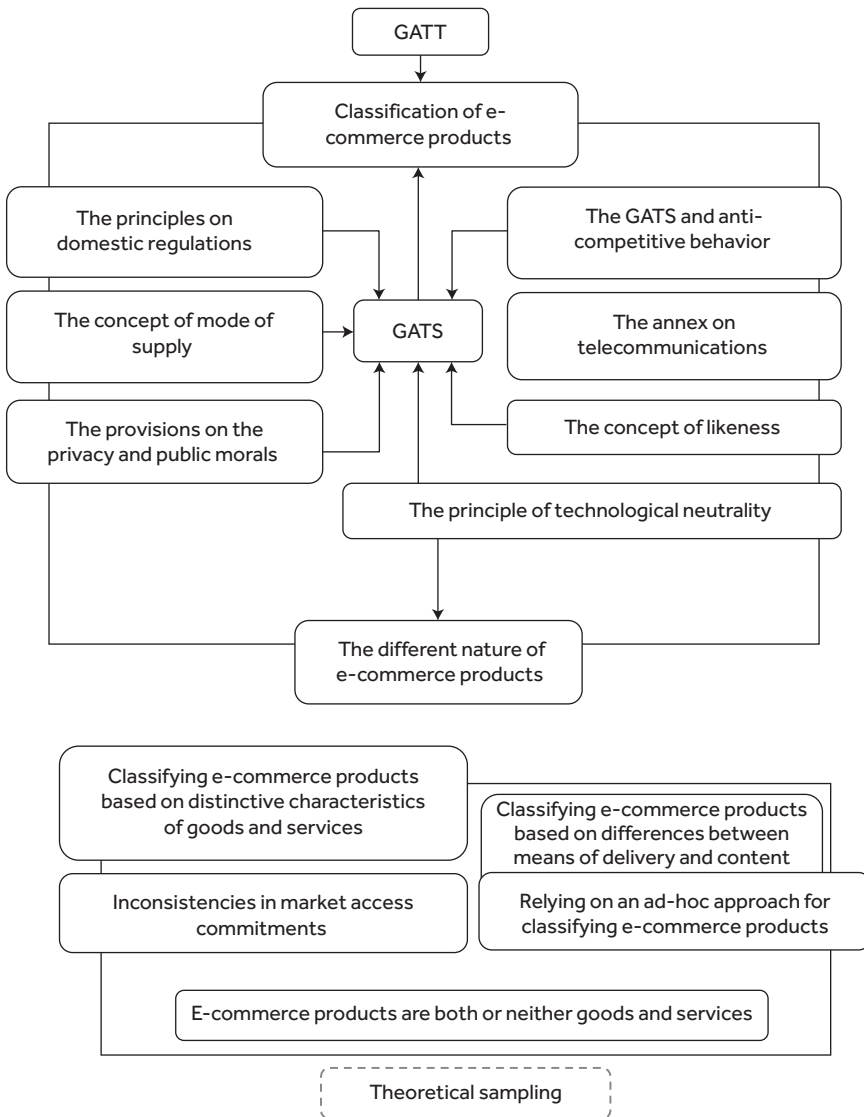 GATT
Classification of e-
commerce products
The principles on
domestic regulations
The GATS and anti-
competitive behavior
The concept of mode of
supply
GATS
The annex on
telecommunications
The provisions on the
privacy and public morals
The concept of likeness
The principle of technological neutrality
The different nature of
e-commerce products
Classifying e-commerce products
based on distinctive characteristics
of goods and services
Classifying e-commerce products
based on differences between
means of delivery and content
Inconsistencies in market access
commitments
Relying on an ad-hoc approach for
classifying e-commerce products
E-commerce products are both or neither goods and services
Theoretical sampling